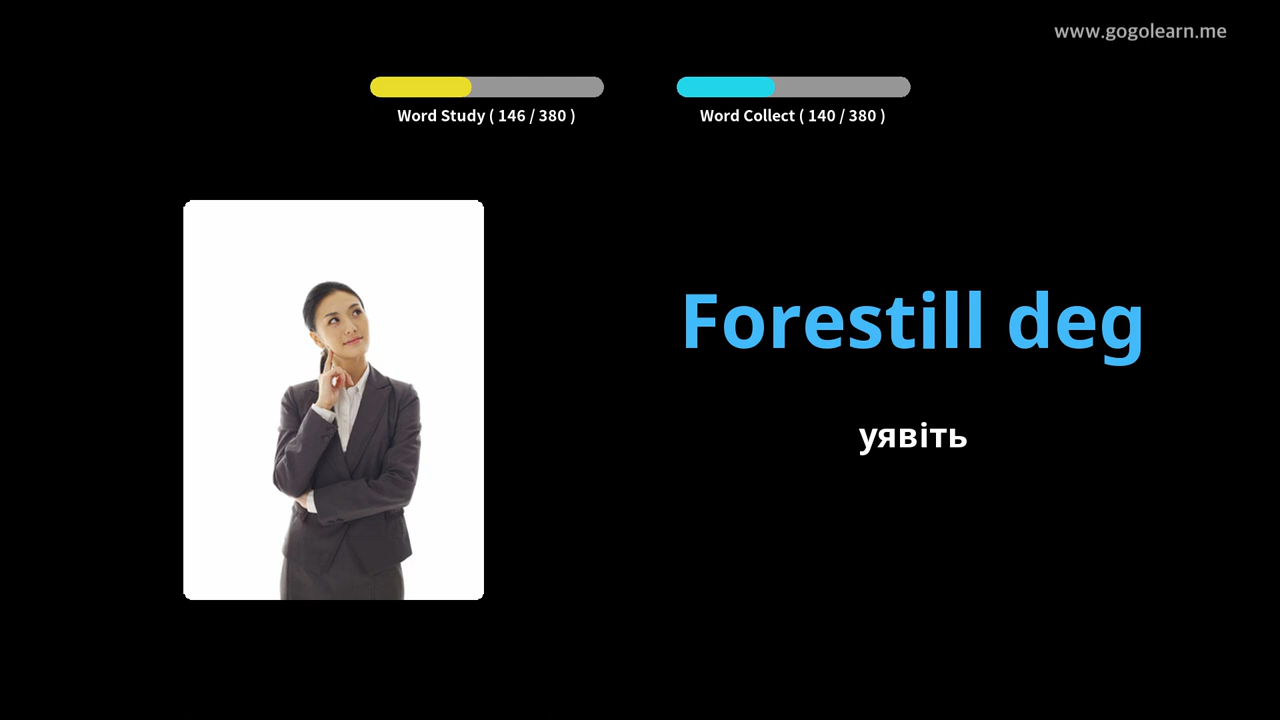 www.gogolearn.me
Word Study ( 146 / 380 )
Word Collect ( 140 / 380 )
Forestill deg
уявіть